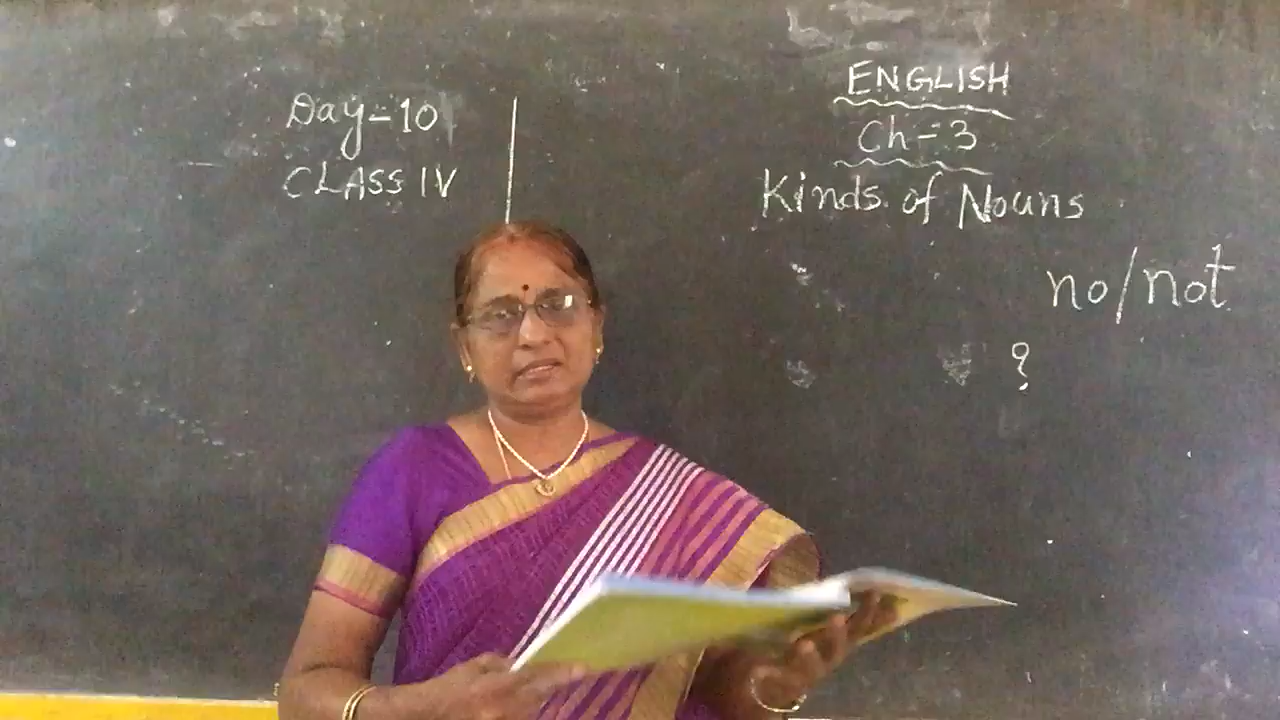 Day=10
CLASS IV
ENGLISH
Ch-3
Kinds of Nouns
no/not
?